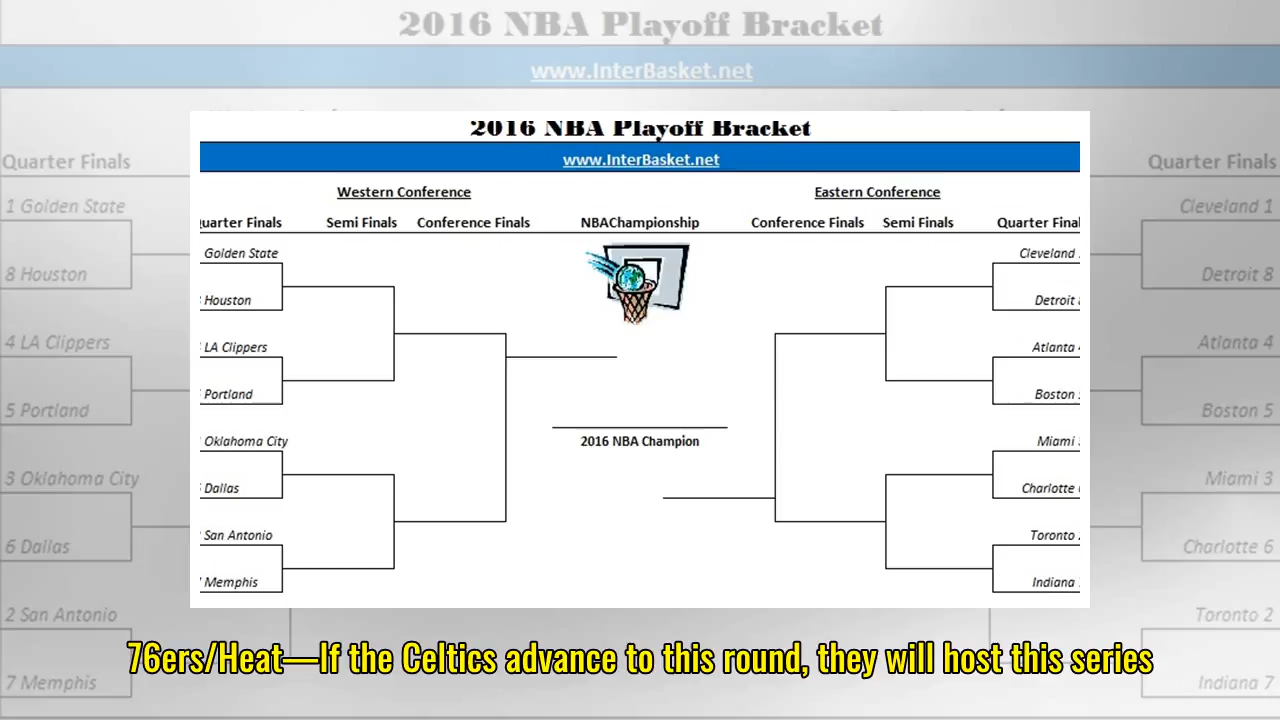 2016 NBA Playoff Bracket
www.InterBasket.net
Quarter Finals
1 Golden State
8 Houston
4 LA Clippers
5 Portland
3 Oklahoma City
6 Dallas
2 San Antonio
7 Memphis
2016 NBA Playoff Bracket
www.InterBasket.net
Western Conference
Eastern Conference
uarter Finals
Semi Finals
Conference Finals
NBAChampionship
Conference Finals
Semi Finals
Quarter Final
Golden State
Houston
LA Clippers
Portland
Oklahoma City
Dallas
San Antonio
Memphis
2016 NBA Champion
Cleveland
Detroit
Atlanta
Boston
Miami
Charlotte
Toronto
Indiana
Quarter Finals
Cleveland 1
Detroit 8
Atlanta 4
Boston 5
Miami 3
Charlotte 6
Toronto 2
Indiana 7
76ers/Heat—If the Celtics advance to this round, they will host this series